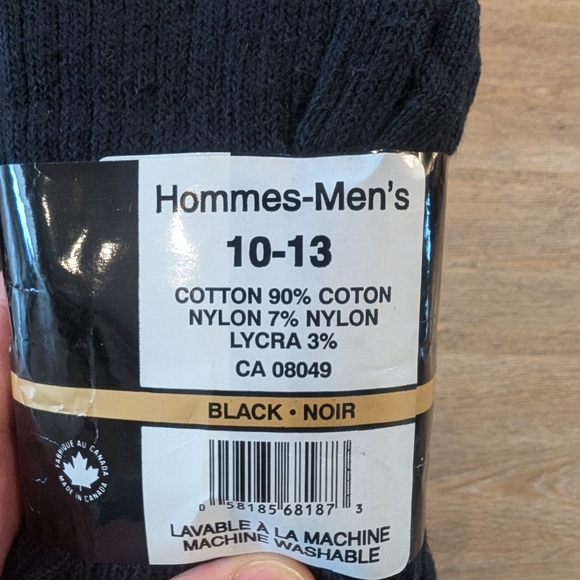 Hommes-Men's
10-13
COTTON 90% COTON
NYLON 7% NYLON
LYCRA 3%
CA 08049
BLACK • NOIR
FABRIQUÉ AU CANADA
MADE IN CANADA
0 58185 68187 3
LAVABLE À LA MACHINE
MACHINE WASHABLE